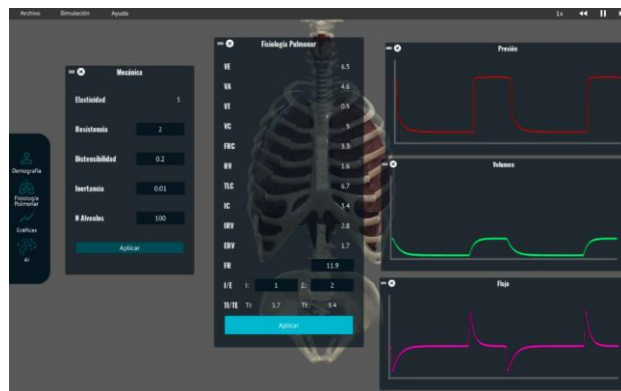 Archivo Simulación Ayuda 1x
Mecánica
Elasticidad 5
Resistencia 2
Distensibilidad 0.2
Inertancia 0.01
N Alveolos 100
Aplicar
Demografía
Fisiología
Pulmonar
Gráficas
AI
Fisiología Pulmonar
VE 6.5
VA 4.6
VT 0.5
VC 5
FRC 3.3
RV 1.6
TLC 6.7
IC 3.4
IRV 2.8
ERV 1.7
FR 11.9
I/E I: 1 E: 2
TI/TE TI: 1.7 TE: 3.4
Aplicar
Presión
Volumen
Flujo